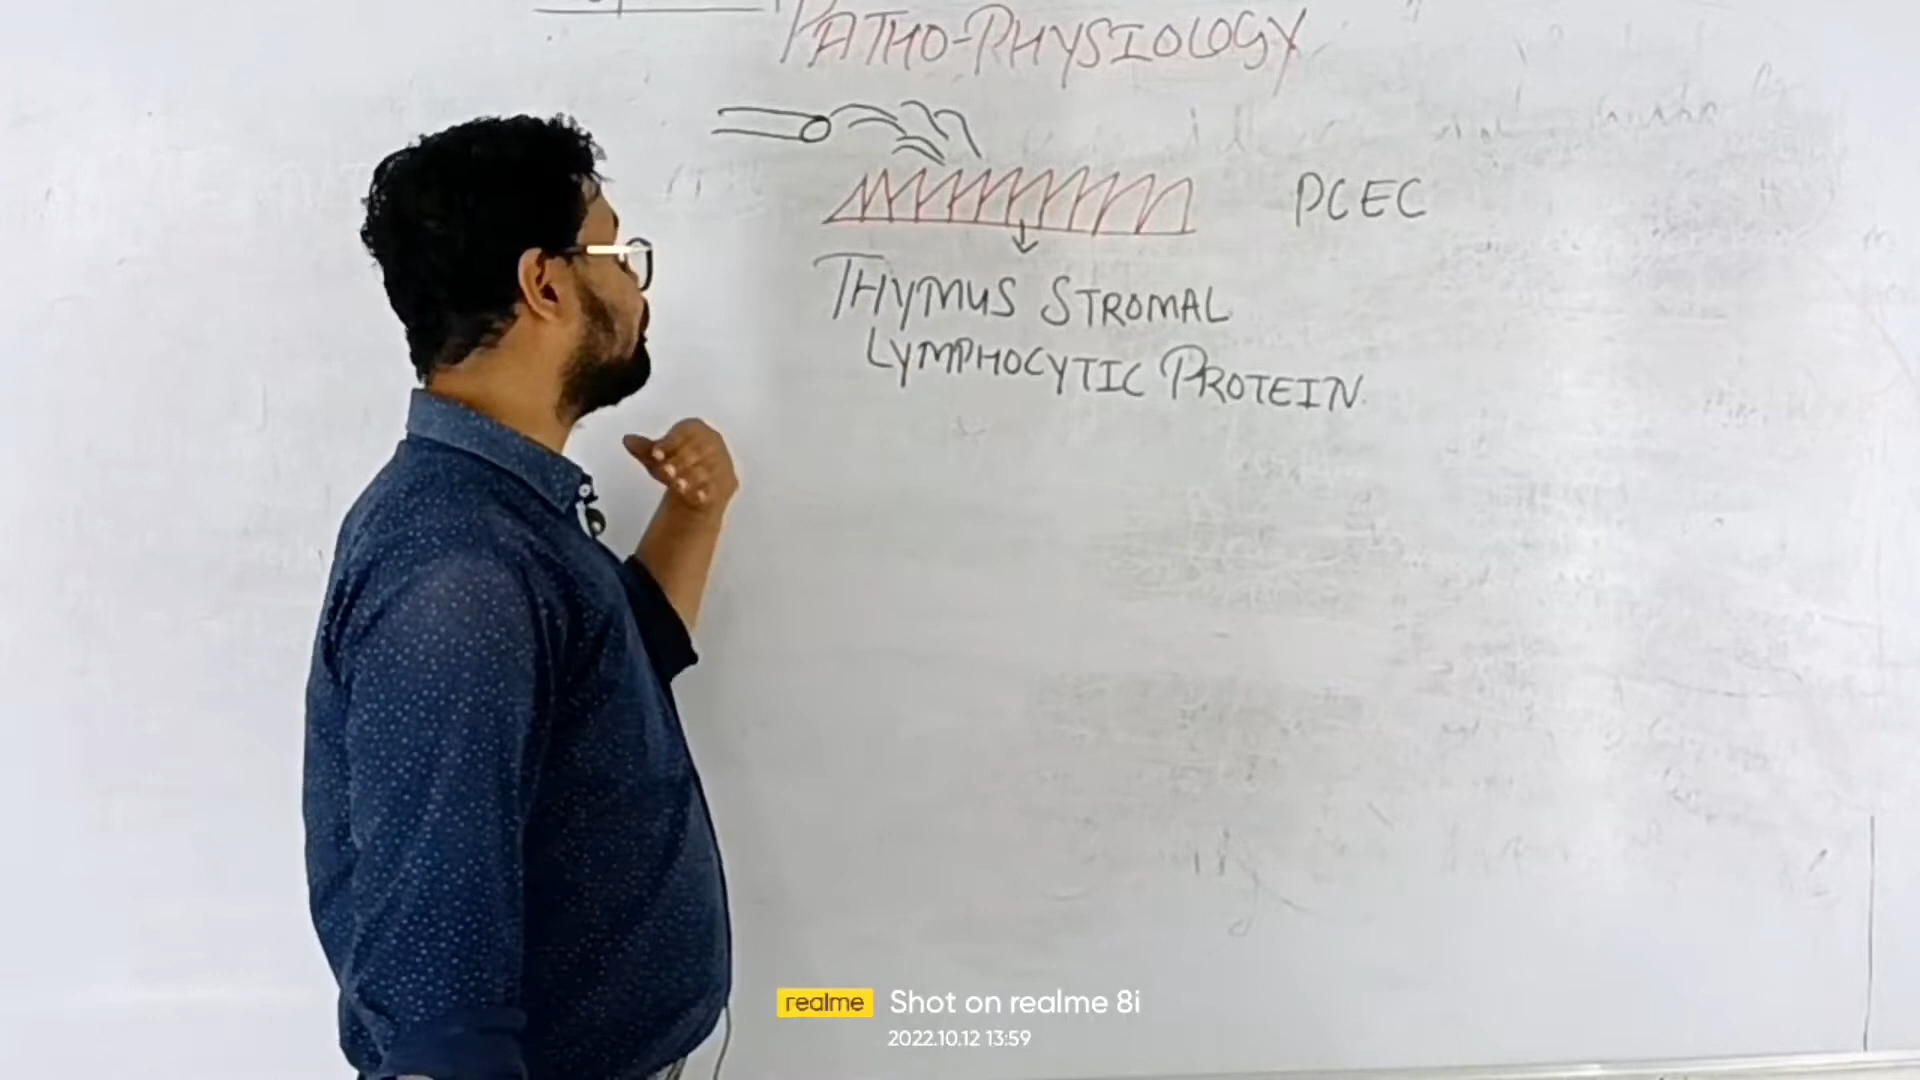 PATHO-PHYSIOLOGY
PCEC
THYMUS STROMAL
LYMPHOCYTIC PROTEIN.
realme Shot on realme 8i
2022.10.12 13:59